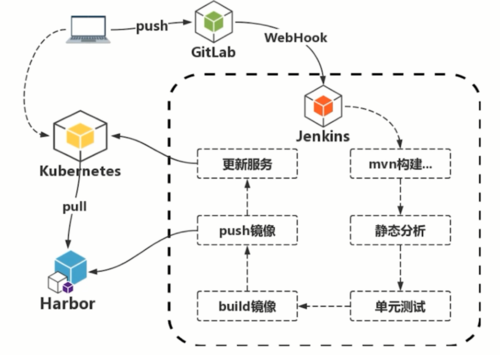 push
GitLab
WebHook
Jenkins
Kubernetes
更新服务
mvn构建...
pull
push镜像
静态分析
Harbor
build镜像
单元测试